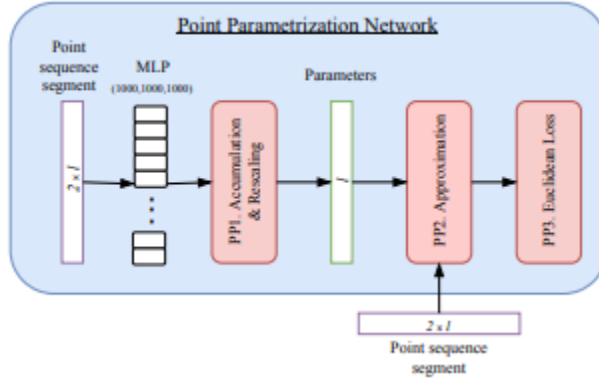 Point Parametrization Network
Point
sequence
segment
MLP
(1000,1000,1000)
Parameters
2 x l
PP1. Accumulation
& Rescaling
l
PP2. Approximation
PP3. Euclidean Loss
2 x l
Point sequence
segment